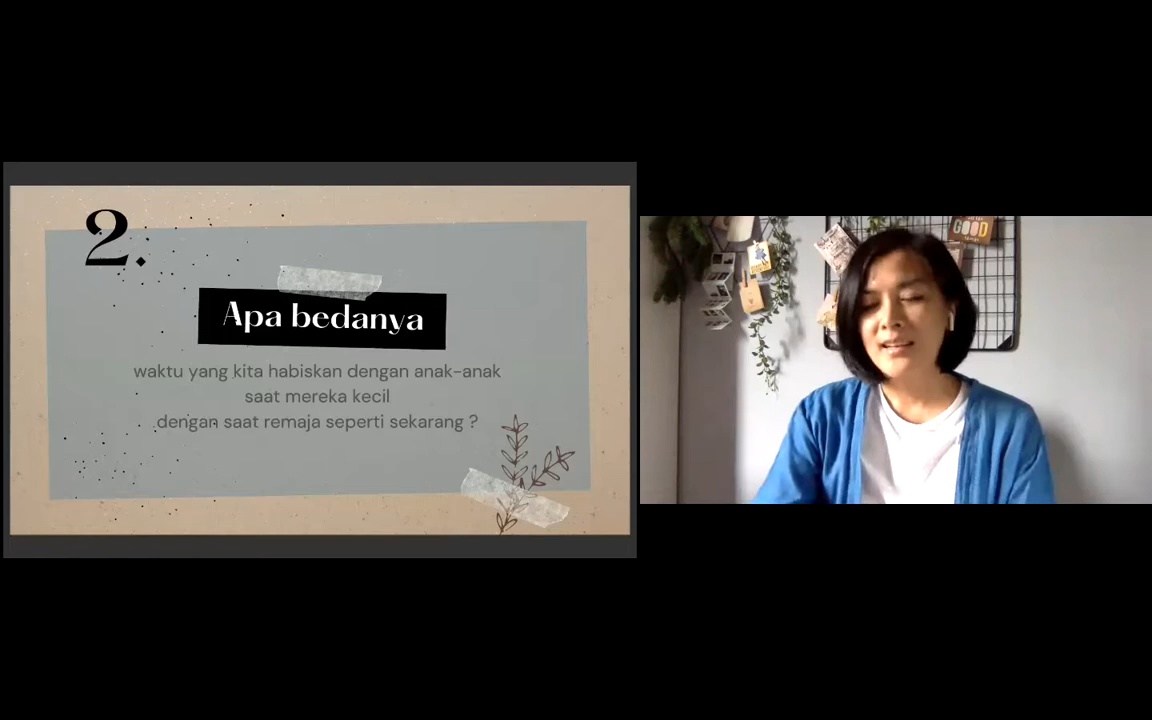 2.
Apa bedanya
waktu yang kita habiskan dengan anak-anak
saat mereka kecil
dengan saat remaja seperti sekarang ?
GOOD